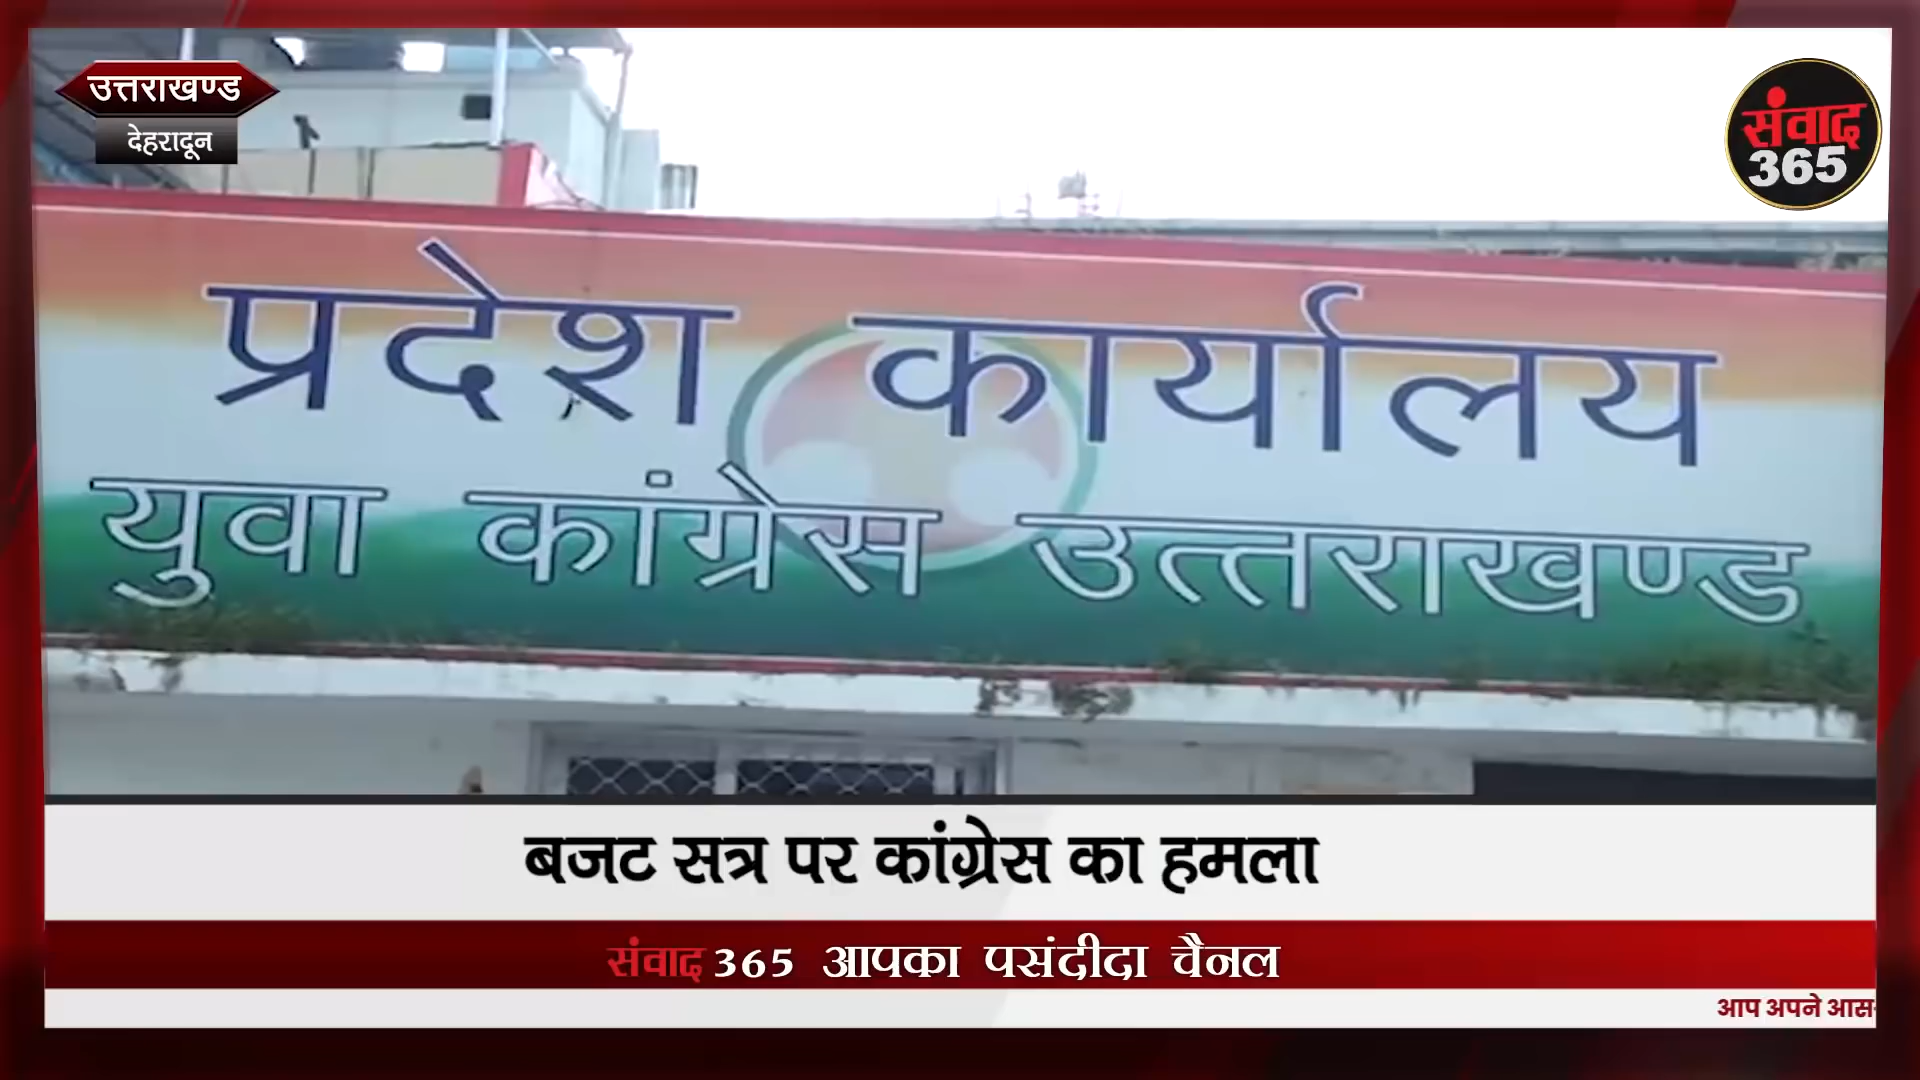 उत्तराखण्ड
देहरादून
संवाद
365
प्रदेश कार्यालय
युवा कांग्रेस उत्तराखण्ड
बजट सत्र पर कांग्रेस का हमला
संवाद 365 आपका पसंदीदा चैनल
आप अपने आस